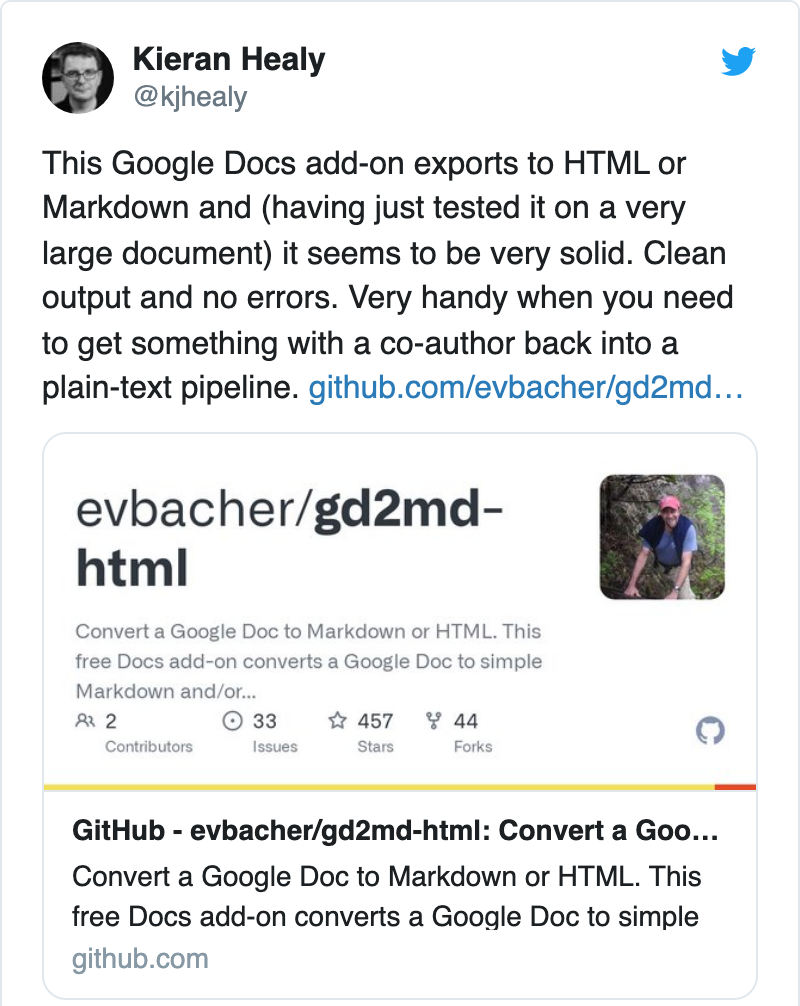 Kieran Healy
@kjhealy
This Google Docs add-on exports to HTML or
Markdown and (having just tested it on a very
large document) it seems to be very solid. Clean
output and no errors. Very handy when you need
to get something with a co-author back into a
plain-text pipeline. github.com/evbacher/gd2md…
evbacher/gd2md-
html
Convert a Google Doc to Markdown or HTML. This
free Docs add-on converts a Google Doc to simple
Markdown and/or...
2 33 457 44
Contributors Issues Stars Forks
GitHub - evbacher/gd2md-html: Convert a Goo…
Convert a Google Doc to Markdown or HTML. This
free Docs add-on converts a Google Doc to simple
github.com